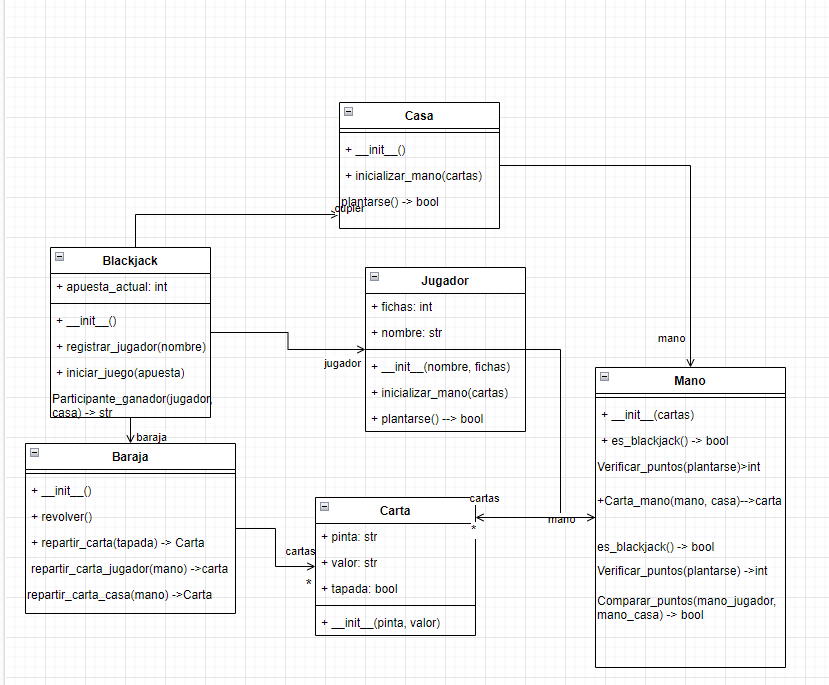 Casa
+ __init__()
+ inicializar_mano(cartas)
plantarse() -> bool
cupier
Blackjack
+ apuesta_actual: int
+ __init__()
+ registrar_jugador(nombre)
+ iniciar_juego(apuesta)
Participante_ganador(jugador,
casa) -> str
jugador
Jugador
+ fichas: int
+ nombre: str
+ __init__(nombre, fichas)
+ inicializar_mano(cartas)
+ plantarse() --> bool
mano
Mano
+ __init__(cartas)
+ es_blackjack() -> bool
Verificar_puntos(plantarse)>int
+Carta_mano(mano, casa)-->carta
es_blackjack() -> bool
Verificar_puntos(plantarse) ->int
Comparar_puntos(mano_jugador,
mano_casa) -> bool
baraja
Baraja
+ __init__()
+ revolver()
+ repartir_carta(tapada) -> Carta
repartir_carta_jugador(mano) ->carta
repartir_carta_casa(mano) ->Carta
cartas
*
Carta
+ pinta: str
+ valor: str
+ tapada: bool
+ __init__(pinta, valor)
cartas
*
mano